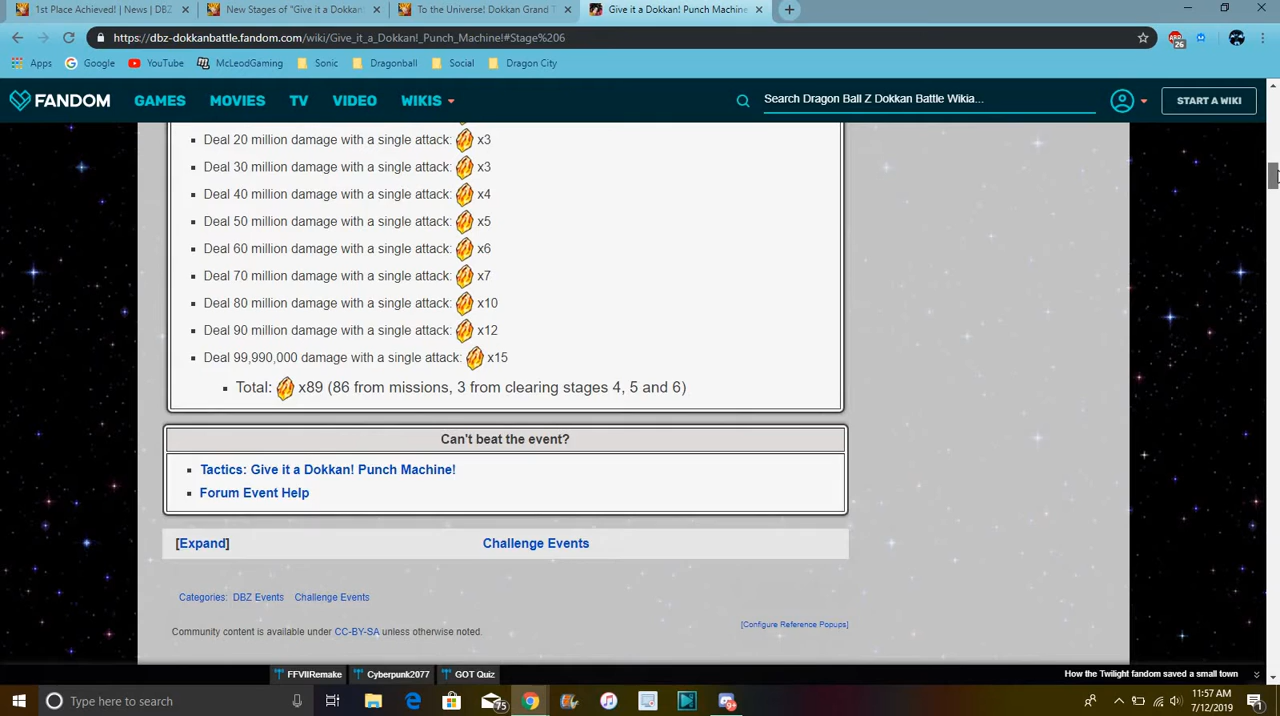 1st Place Achieved! | News | DBZ
New Stages of "Give it a Dokkan!
To the Universe! Dokkan Grand T
Give it a Dokkan! Punch Machine
https://dbz-dokkanbattle.fandom.com/wiki/Give_it_a_Dokkan!_Punch_Machine!#Stage%206
26
Apps Google YouTube McLeodGaming Sonic Dragonball Social Dragon City
FANDOM GAMES MOVIES TV VIDEO WIKIS Search Dragon Ball Z Dokkan Battle Wikia... START A WIKI
Deal 20 million damage with a single attack: x3
Deal 30 million damage with a single attack: x3
Deal 40 million damage with a single attack: x4
Deal 50 million damage with a single attack: x5
Deal 60 million damage with a single attack: x6
Deal 70 million damage with a single attack: x7
Deal 80 million damage with a single attack: x10
Deal 90 million damage with a single attack: x12
Deal 99,990,000 damage with a single attack: x15
Total: x89 (86 from missions, 3 from clearing stages 4, 5 and 6)
Can't beat the event?
Tactics: Give it a Dokkan! Punch Machine!
Forum Event Help
[Expand] Challenge Events
Categories: DBZ Events Challenge Events
Community content is available under CC-BY-SA unless otherwise noted.
[Configure Reference Popups]
FFVIIRemake Cyberpunk2077 GOT Quiz How the Twilight fandom saved a small town
Type here to search
75
9+
11:57 AM
7/12/2019
1